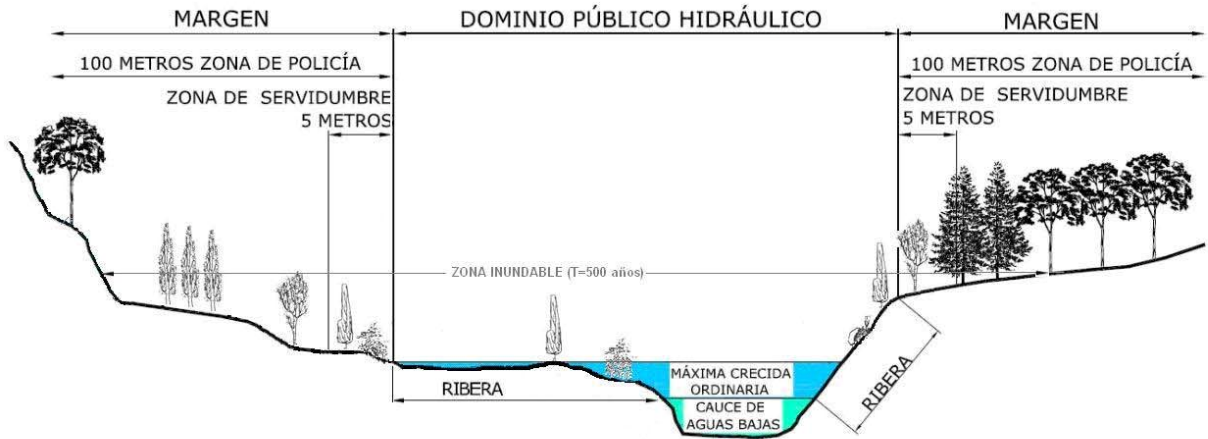 MARGEN
DOMINIO PÚBLICO HIDRÁULICO
MARGEN
100 METROS ZONA DE POLICÍA
100 METROS ZONA DE POLICÍA
ZONA DE SERVIDUMBRE
5 METROS
ZONA DE SERVIDUMBRE
5 METROS
ZONA INUNDABLE (T=500 años)
MÁXIMA CRECIDA
ORDINARIA
RIBERA
RIBERA
CAUCE DE
AGUAS BAJAS